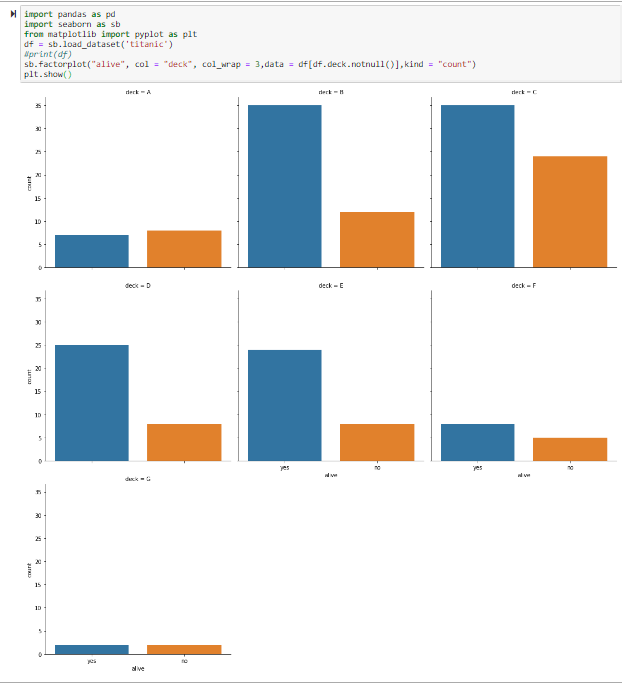 import pandas as pd
import seaborn as sb
from matplotlib import pyplot as plt
df = sb.load_dataset('titanic')
#print(df)
sb.factorplot("alive", col = "deck", col_wrap = 3,data = df[df.deck.notnull()],kind = "count")
plt.show()
deck = A
deck = B
deck = C
35
30
25
20
15
10
5
0
count
deck = D
deck = E
deck = F
35
30
25
20
15
10
5
0
count
yes
no
alive
yes
no
alive
deck = G
35
30
25
20
15
10
5
0
count
yes
no
alive